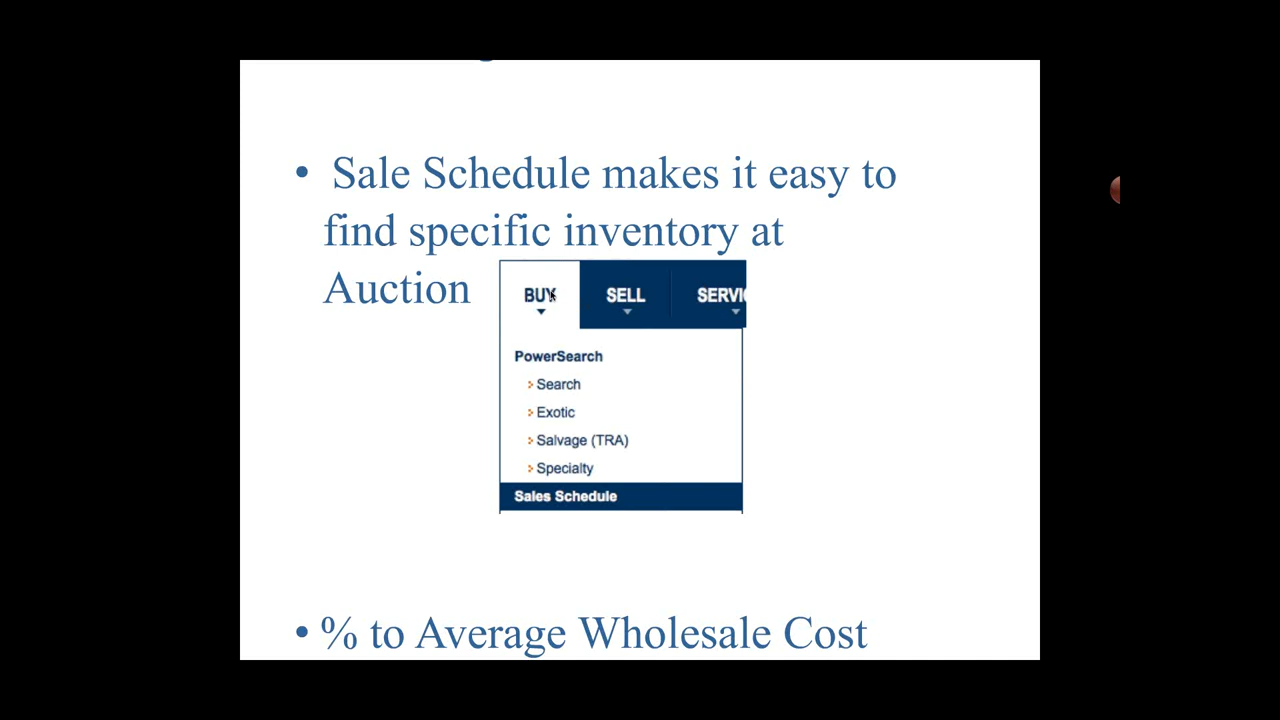 • Sale Schedule makes it easy to
find specific inventory at
Auction
BUY SELL
PowerSearch
Search
Exotic
Salvage (TRA)
Specialty
Sales Schedule
• % to Average Wholesale Cost